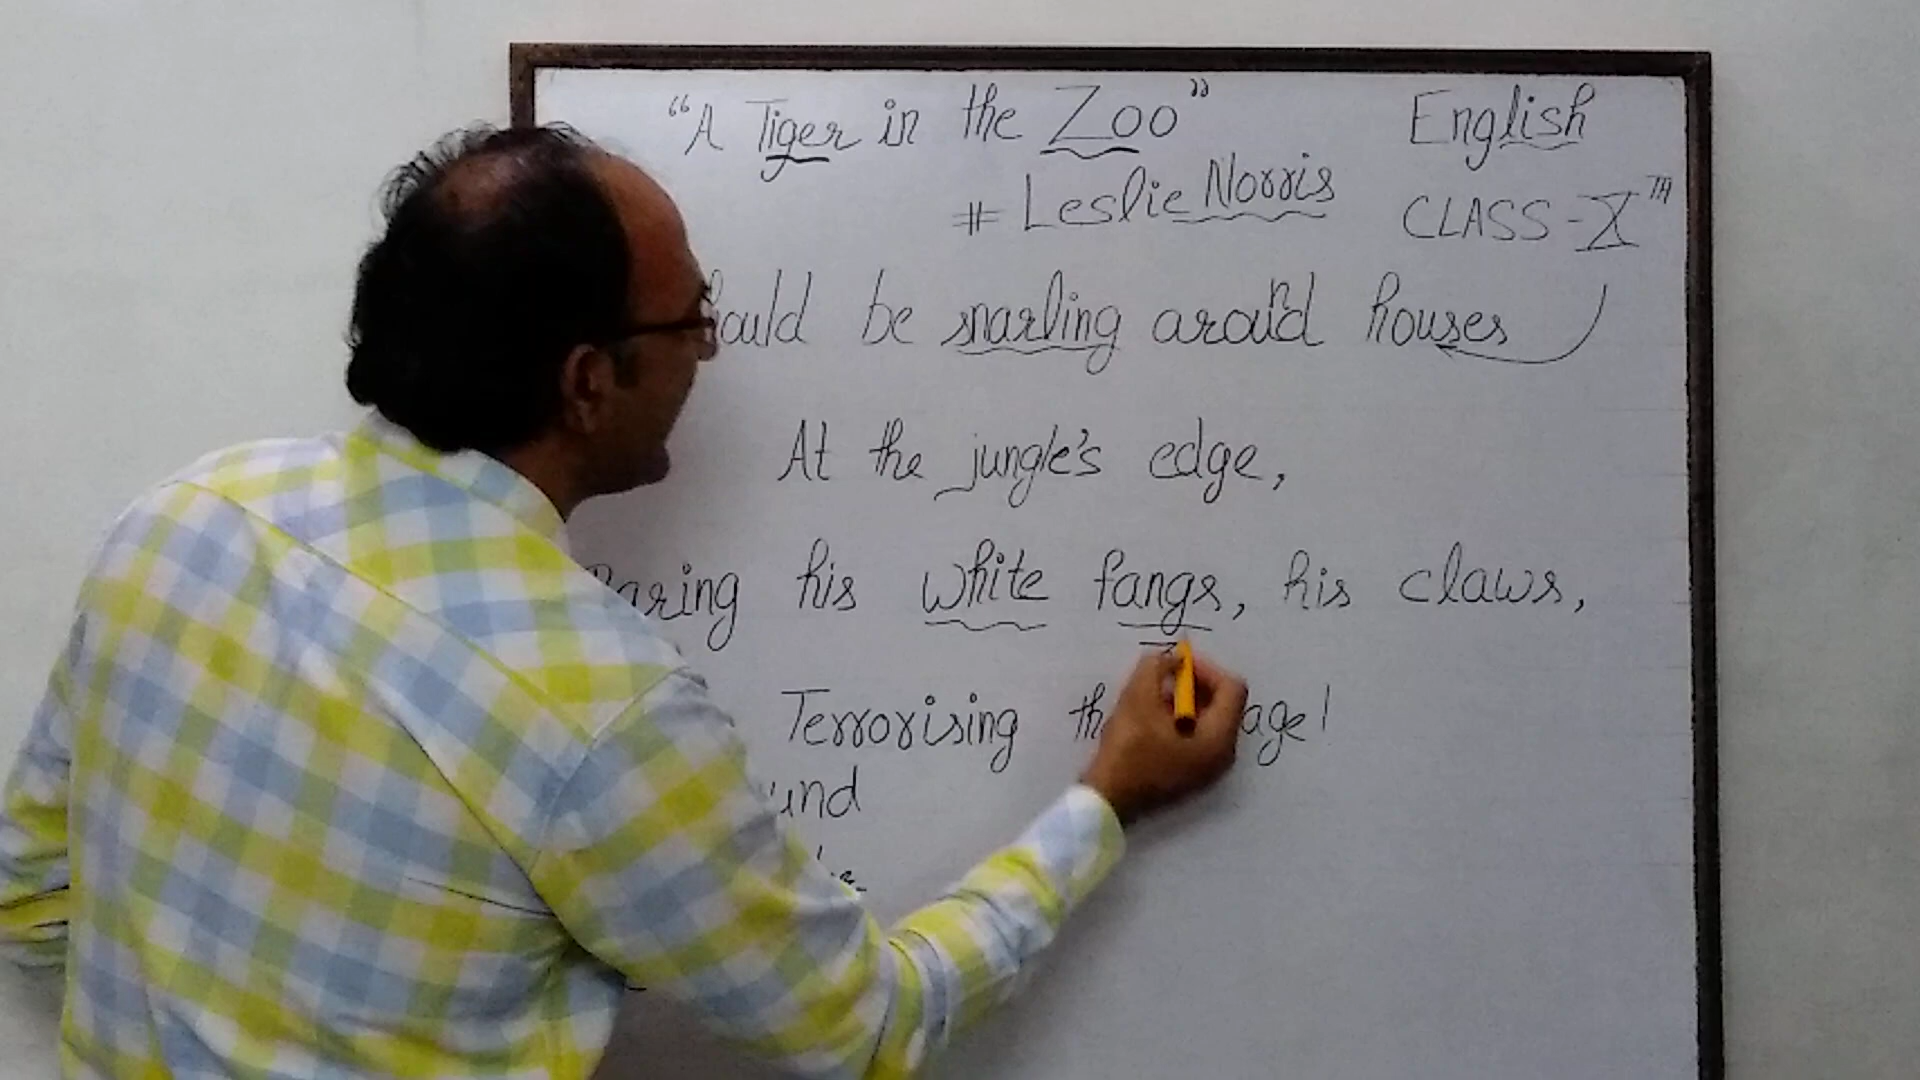 “A Tiger in the Zoo” English
# Leslie Norris CLASS - X TH
be snarling around houses
At the jungle's edge,
his white fangs, his claws,
Terrorising